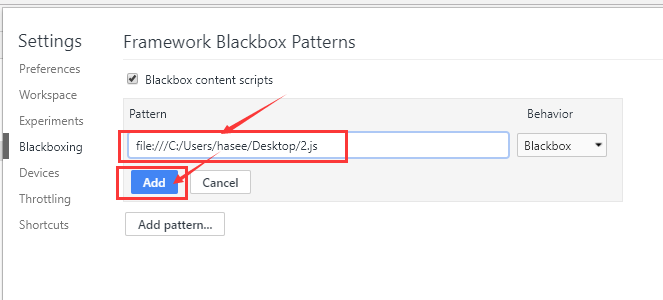 Settings
Preferences
Workspace
Experiments
Blackboxing
Devices
Throttling
Shortcuts
Framework Blackbox Patterns
Blackbox content scripts
Pattern Behavior
file:///C:/Users/hasee/Desktop/2.js Blackbox
Add Cancel
Add pattern...